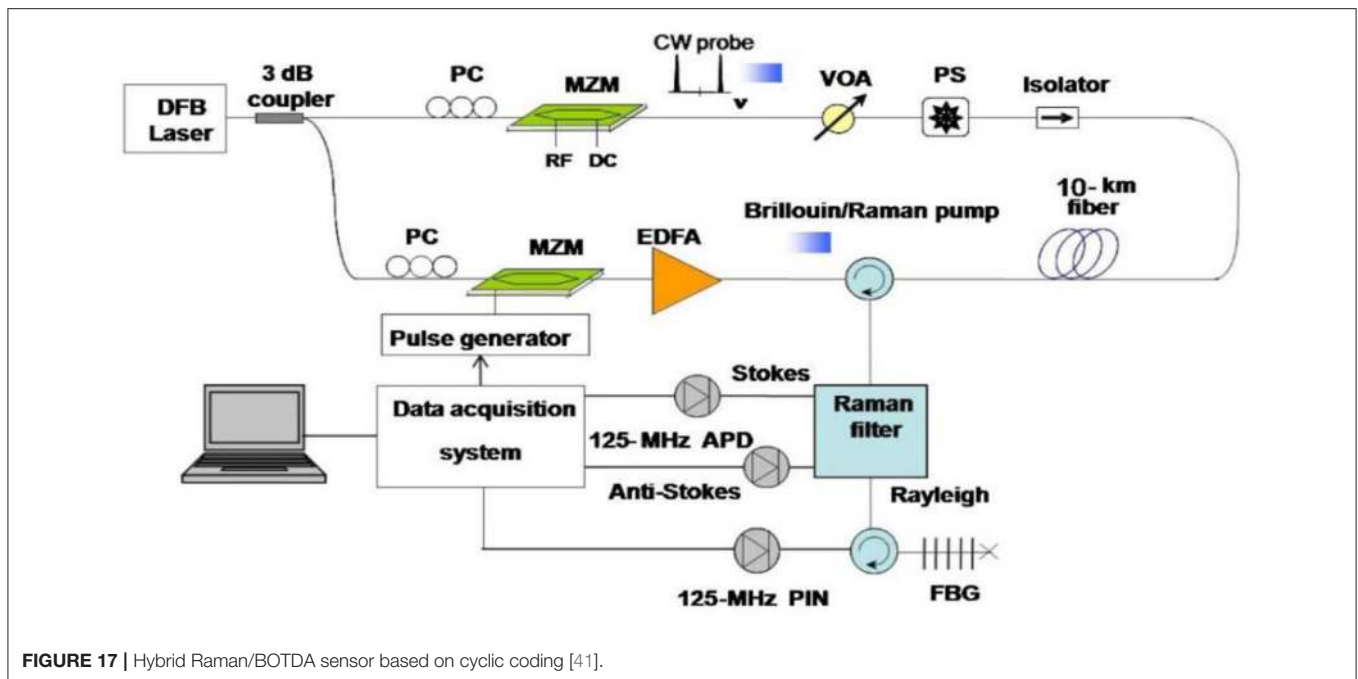 CW probe
3 dB
coupler
PC
MZM
VOA
PS
Isolator
DFB
Laser
v
RF DC
10- km
fiber
Brillouin/Raman pump
PC
MZM
EDFA
Pulse generator
Stokes
Data acquisition
system
Raman
filter
125-MHz APD
Anti-Stokes
Rayleigh
125-MHz PIN
FBG
FIGURE 17 | Hybrid Raman/BOTDA sensor based on cyclic coding [41].